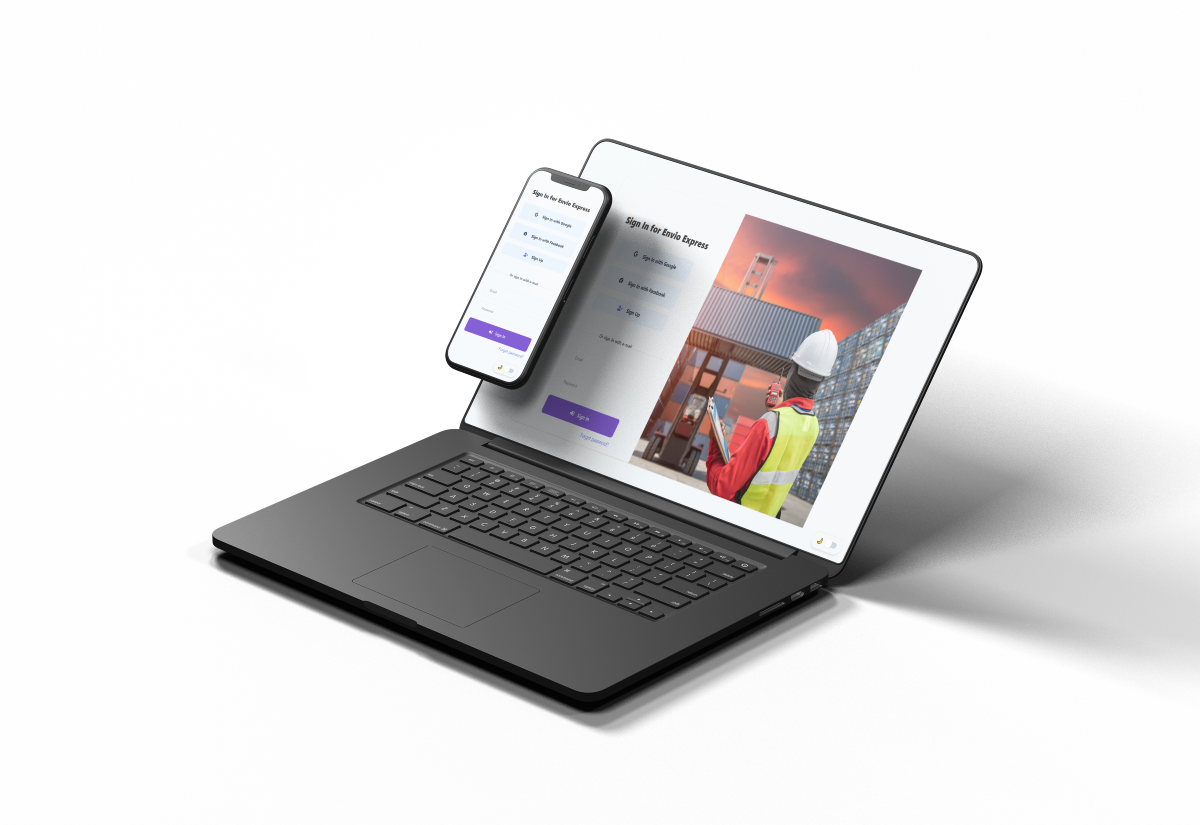 Sign In for Envio Express
Sign In with Google
Sign In with Facebook
Sign Up
Or sign in with e-mail
Email
Password
Sign In
Forgot password?
Sign In for Envio Express
Sign In with Google
Sign In with Facebook
Sign Up
Or sign in with e-mail
Email
Password
Sign In
Forgot password?